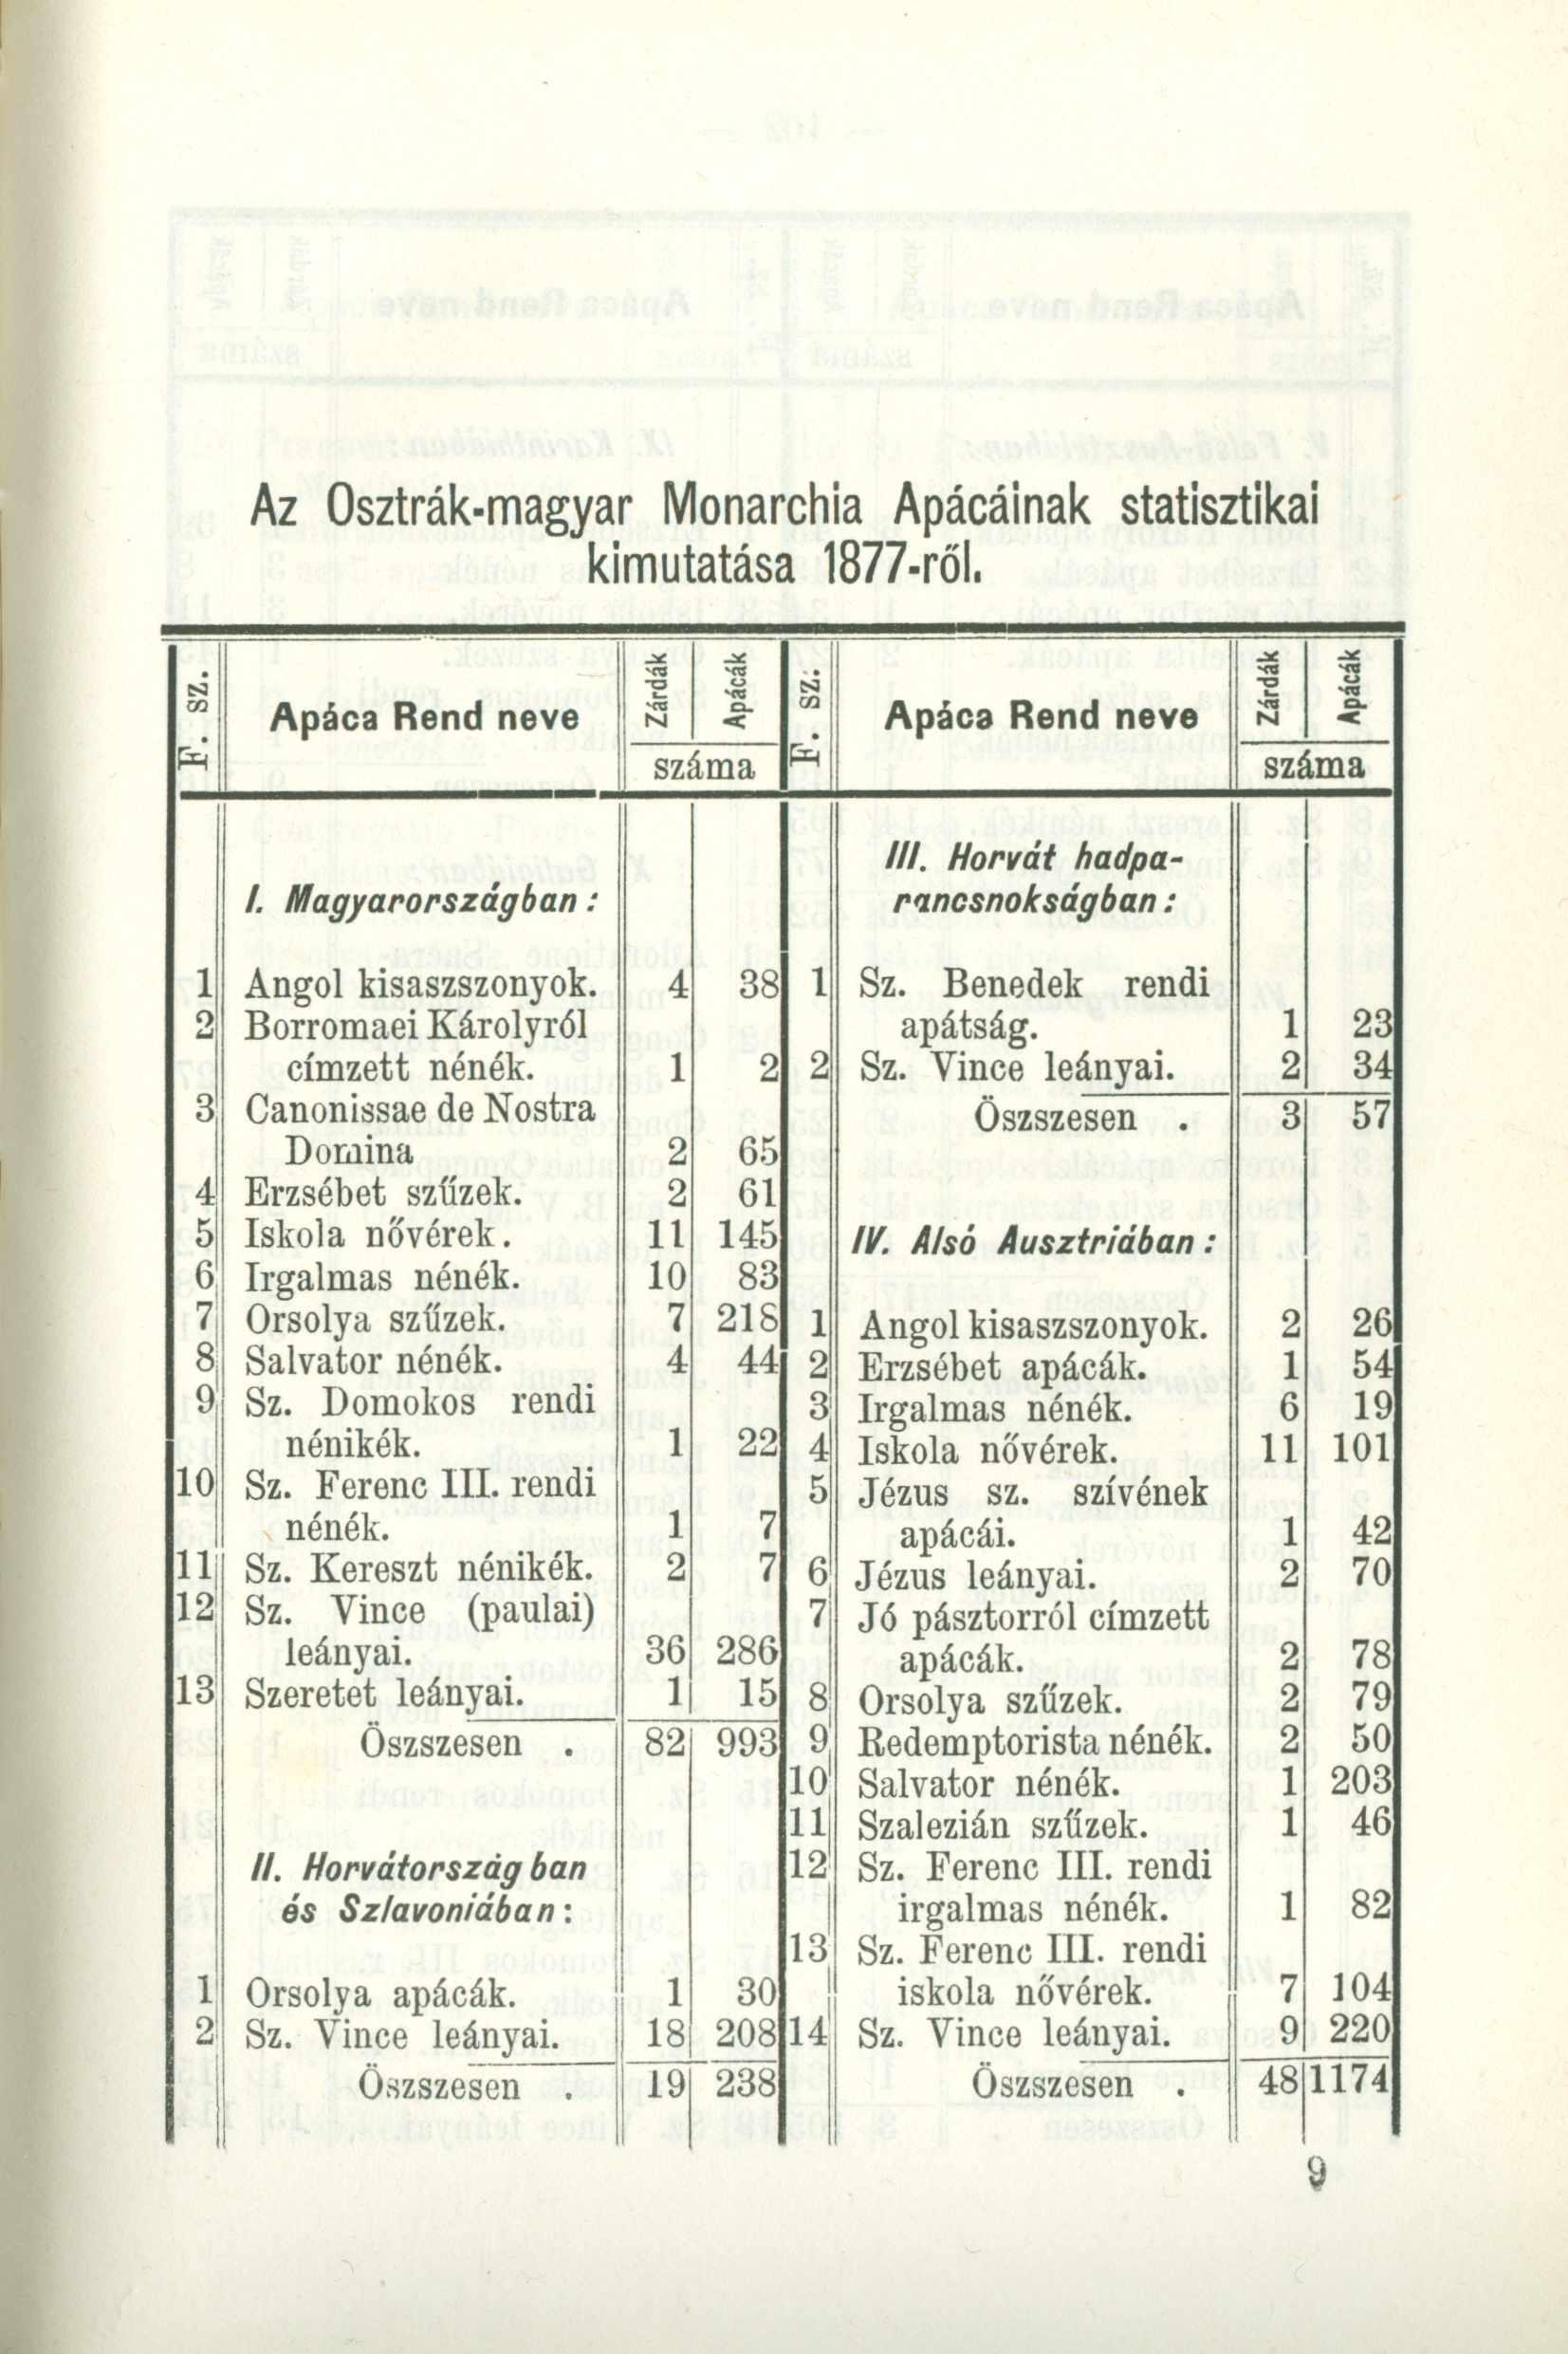 Az Osztrák-magyar Monarchia Apácáinak statisztikai
kimutatása 1877-ről.
F. sz. Apáca Rend neve Zárdák Apácák
száma
I. Magyarországban:
1 Angol kisaszszonyok. 4 38
2 Borromaei Károlyról
címzett nénék. 1 2
3 Canonissae de Nostra
Domina 2 65
4 Erzsébet szűzek. 2 61
5 Iskola nővérek. 11 145
6 Irgalmas nénék. 10 83
7 Orsolya szűzek. 7 218
8 Salvator nénék. 4 44
9 Sz. Domokos rendi
nénikék. 1 22
10 Sz. Ferenc III. rendi
nénék. 1 7
11 Sz. Kereszt nénikék. 2 7
12 Sz. Vince (paulai)
leányai. 36 286
13 Szeretet leányai. 1 15
Öszszesen . 82 993
II. Horvátországban
és Szlavoniában:
1 Orsolya apácák. 1 30
2 Sz. Vince leányai. 18 208
Öszszesen . 19 238
F. sz. Apáca Rend neve Zárdák Apácák
száma
III. Horvát hadpa-
rancsnokságban:
1 Sz. Benedek rendi
apátság. 1 23
2 Sz. Vince leányai. 2 34
Öszszesen . 3 57
IV. Alsó Ausztriában:
1 Angol kisaszszonyok. 2 26
2 Erzsébet apácák. 1 54
3 Irgalmas nénék. 6 19
4 Iskola nővérek. 11 101
5 Jézus sz. szívének
apácái. 1 42
6 Jézus leányai. 2 70
7 Jó pásztorról címzett
apácák. 2 78
8 Orsolya szűzek. 2 79
9 Redemptorista nénék. 2 50
10 Salvator nénék. 1 203
11 Szalezián szűzek. 1 46
12 Sz. Ferenc III. rendi
irgalmas nénék. 1 82
13 Sz. Ferenc III. rendi
iskola nővérek. 7 104
14 Sz. Vince leányai. 9 220
Öszszesen . 48 1174
9